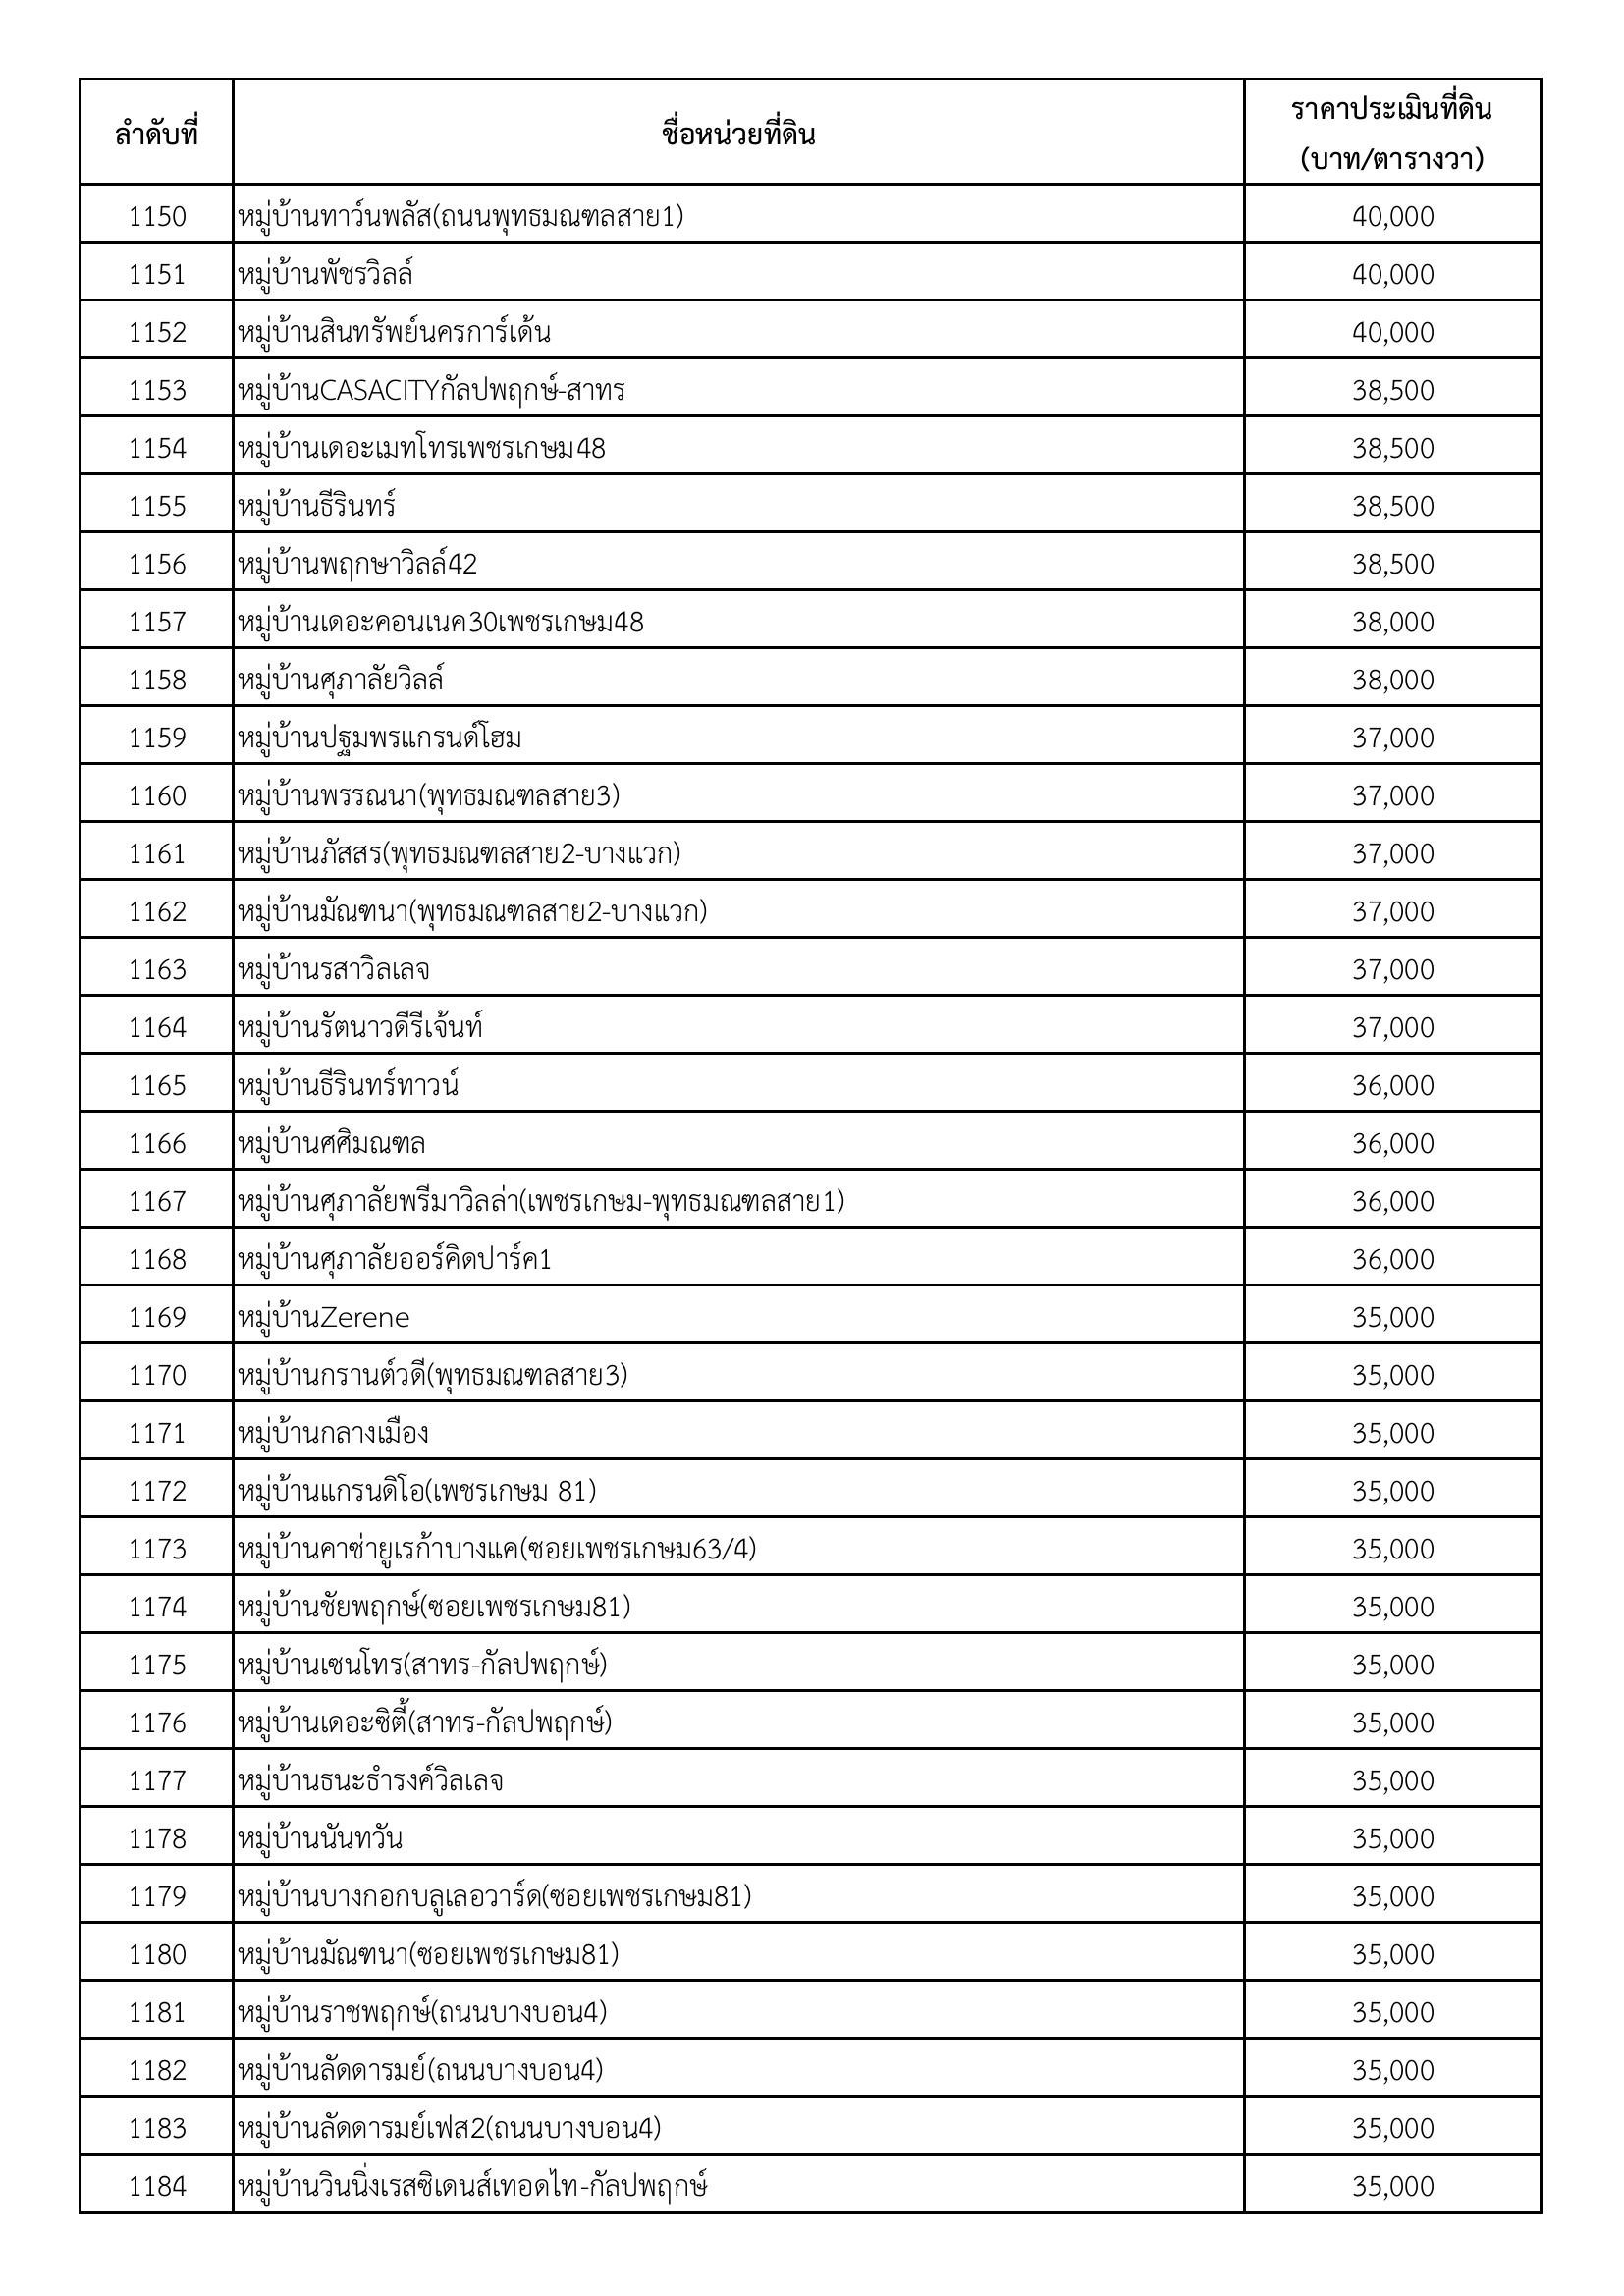 ลำดับที่ ชื่อหน่วยที่ดิน ราคาประเมินที่ดิน
(บาท/ตารางวา)
1150 หมู่บ้านทาว์นพลัส(ถนนพุทธมณฑลสาย1) 40,000
1151 หมู่บ้านพัชรวิลล์ 40,000
1152 หมู่บ้านสินทรัพย์นครการ์เด้น 40,000
1153 หมู่บ้านCASACITYกัลปพฤกษ์-สาทร 38,500
1154 หมู่บ้านเดอะเมทโทรเพชรเกษม48 38,500
1155 หมู่บ้านธีรินทร์ 38,500
1156 หมู่บ้านพฤกษาวิลล์42 38,500
1157 หมู่บ้านเดอะคอนเนค30เพชรเกษม48 38,000
1158 หมู่บ้านศุภาลัยวิลล์ 38,000
1159 หมู่บ้านปฐมพรแกรนด์โฮม 37,000
1160 หมู่บ้านพรรณนา(พุทธมณฑลสาย3) 37,000
1161 หมู่บ้านภัสสร(พุทธมณฑลสาย2-บางแวก) 37,000
1162 หมู่บ้านมัณฑนา(พุทธมณฑลสาย2-บางแวก) 37,000
1163 หมู่บ้านรสาวิลเลจ 37,000
1164 หมู่บ้านรัตนาวดีรีเจ้นท์ 37,000
1165 หมู่บ้านธีรินทร์ทาวน์ 36,000
1166 หมู่บ้านศศิมณฑล 36,000
1167 หมู่บ้านศุภาลัยพรีมาวิลล่า(เพชรเกษม-พุทธมณฑลสาย1) 36,000
1168 หมู่บ้านศุภาลัยออร์คิดปาร์ค1 36,000
1169 หมู่บ้านZerene 35,000
1170 หมู่บ้านกรานต์วดี(พุทธมณฑลสาย3) 35,000
1171 หมู่บ้านกลางเมือง 35,000
1172 หมู่บ้านแกรนดิโอ(เพชรเกษม 81) 35,000
1173 หมู่บ้านคาซ่ายูเรก้าบางแค(ซอยเพชรเกษม63/4) 35,000
1174 หมู่บ้านชัยพฤกษ์(ซอยเพชรเกษม81) 35,000
1175 หมู่บ้านเซนโทร(สาทร-กัลปพฤกษ์) 35,000
1176 หมู่บ้านเดอะซิตี้(สาทร-กัลปพฤกษ์) 35,000
1177 หมู่บ้านธนะธำรงค์วิลเลจ 35,000
1178 หมู่บ้านนันทวัน 35,000
1179 หมู่บ้านบางกอกบลูเลอวาร์ด(ซอยเพชรเกษม81) 35,000
1180 หมู่บ้านมัณฑนา(ซอยเพชรเกษม81) 35,000
1181 หมู่บ้านราชพฤกษ์(ถนนบางบอน4) 35,000
1182 หมู่บ้านลัดดารมย์(ถนนบางบอน4) 35,000
1183 หมู่บ้านลัดดารมย์เฟส2(ถนนบางบอน4) 35,000
1184 หมู่บ้านวินนิ่งเรสซิเดนส์เทอดไท-กัลปพฤกษ์ 35,000